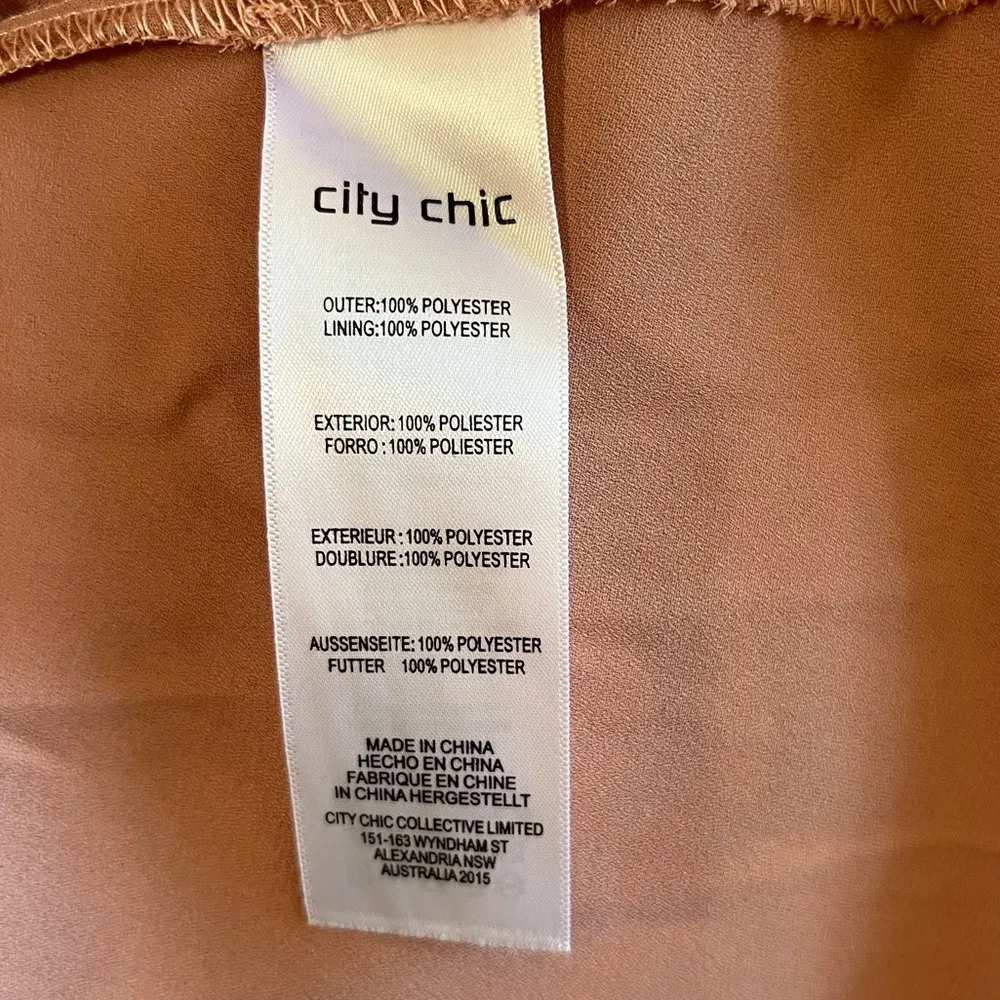 city chic
OUTER:100% POLYESTER
LINING:100% POLYESTER
EXTERIOR:100% POLIESTER
FORRO:100% POLIESTER
EXTERIEUR:100% POLYESTER
DOUBLURE:100% POLYESTER
AUSSENSEITE:100% POLYESTER
FUTTER 100% POLYESTER
MADE IN CHINA
HECHO EN CHINA
FABRIQUE EN CHINE
IN CHINA HERGESTELLT
CITY CHIC COLLECTIVE LIMITED
151-163 WYNDHAM ST
ALEXANDRIA NSW
AUSTRALIA 2015